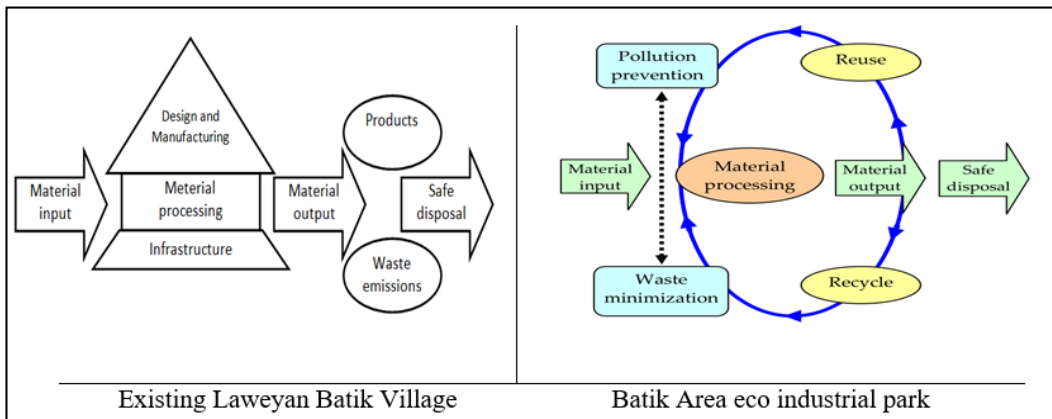 Design and
Manufacturing
Material
input
Meterial
processing
Infrastructure
Material
output
Products
Waste
emissions
Safe
disposal
Existing Laweyan Batik Village
Pollution
prevention
Reuse
Material
input
Material
processing
Material
output
Safe
disposal
Waste
minimization
Recycle
Batik Area eco industrial park